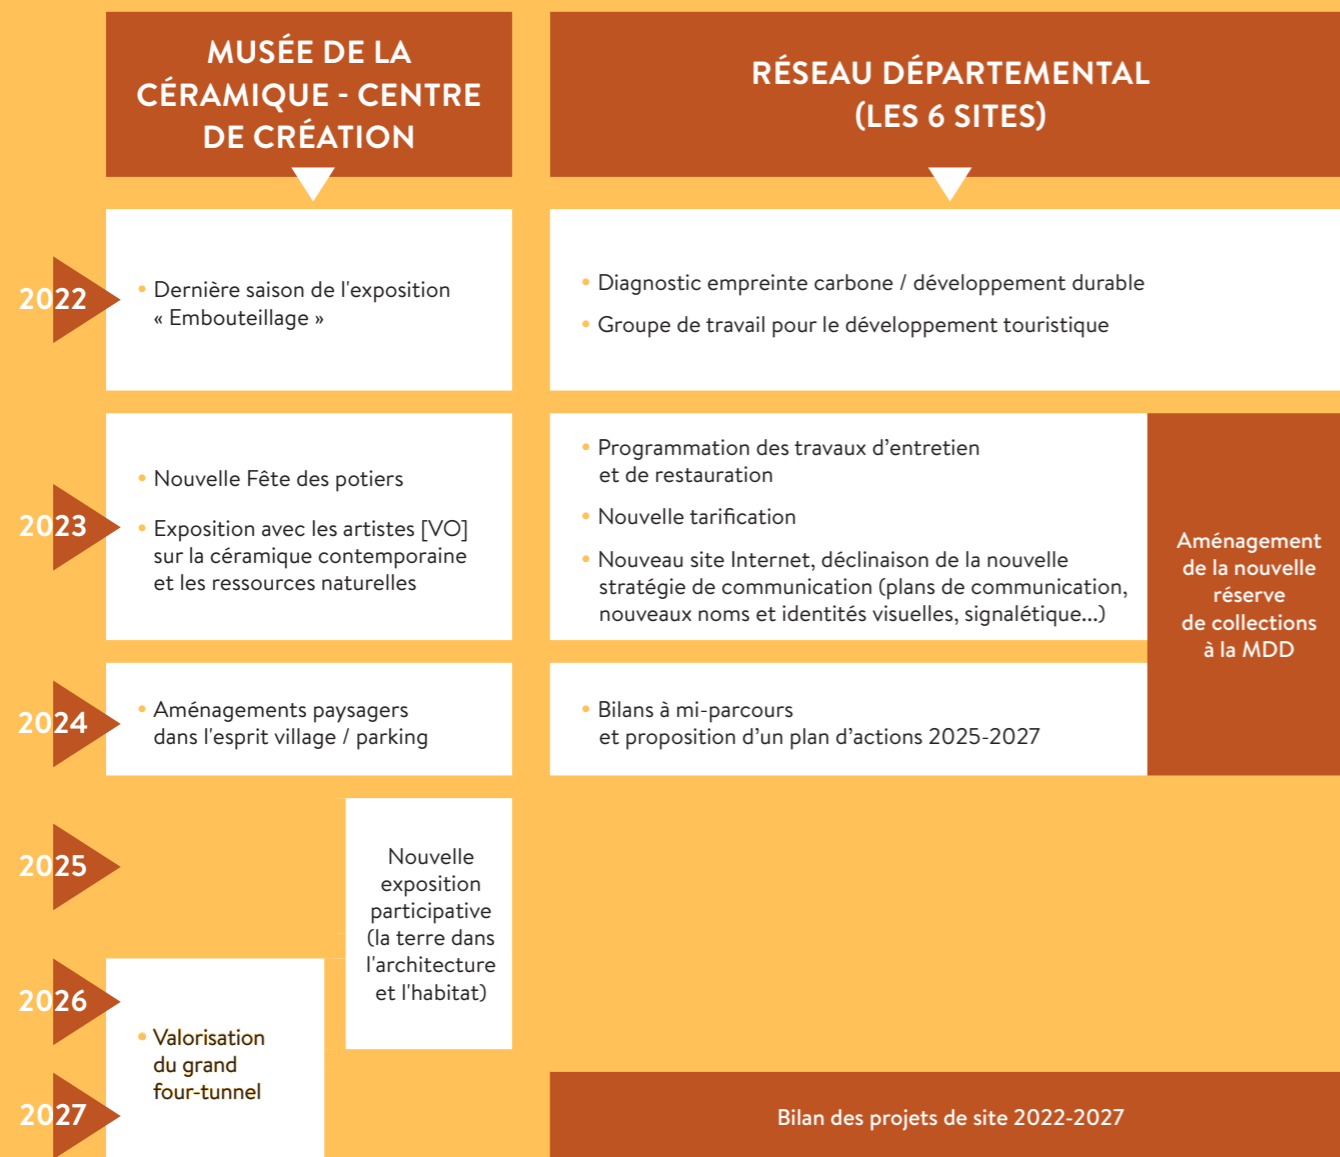 MUSÉE DE LA
CÉRAMIQUE - CENTRE
DE CRÉATION
RÉSEAU DÉPARTEMENTAL
(LES 6 SITES)
2022
• Dernière saison de l'exposition
« Embouteillage »
• Diagnostic empreinte carbone / développement durable
• Groupe de travail pour le développement touristique
2023
• Nouvelle Fête des potiers
• Exposition avec les artistes [VO]
sur la céramique contemporaine
et les ressources naturelles
• Programmation des travaux d’entretien
et de restauration
• Nouvelle tarification
• Nouveau site Internet, déclinaison de la nouvelle
stratégie de communication (plans de communication,
nouveaux noms et identités visuelles, signalétique...)
Aménagement
de la nouvelle
réserve
de collections
à la MDD
2024
• Aménagements paysagers
dans l'esprit village / parking
• Bilans à mi-parcours
et proposition d’un plan d’actions 2025-2027
2025
Nouvelle
exposition
participative
(la terre dans
l'architecture
et l'habitat)
2026
• Valorisation
du grand
four-tunnel
2027
Bilan des projets de site 2022-2027